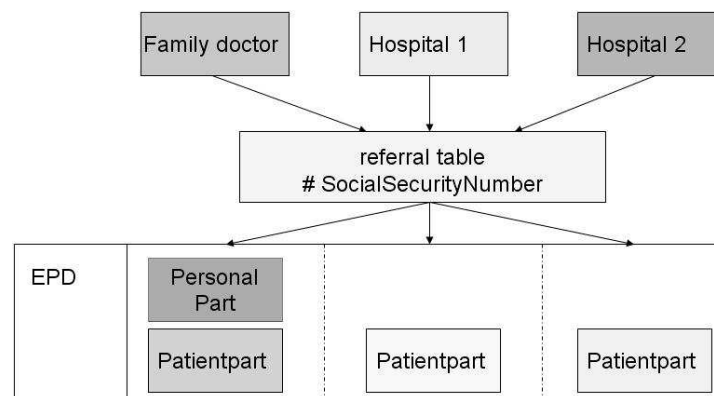 Family doctor
Hospital 1
Hospital 2
referral table
# SocialSecurityNumber
EPD
Personal
Part
Patientpart
Patientpart
Patientpart